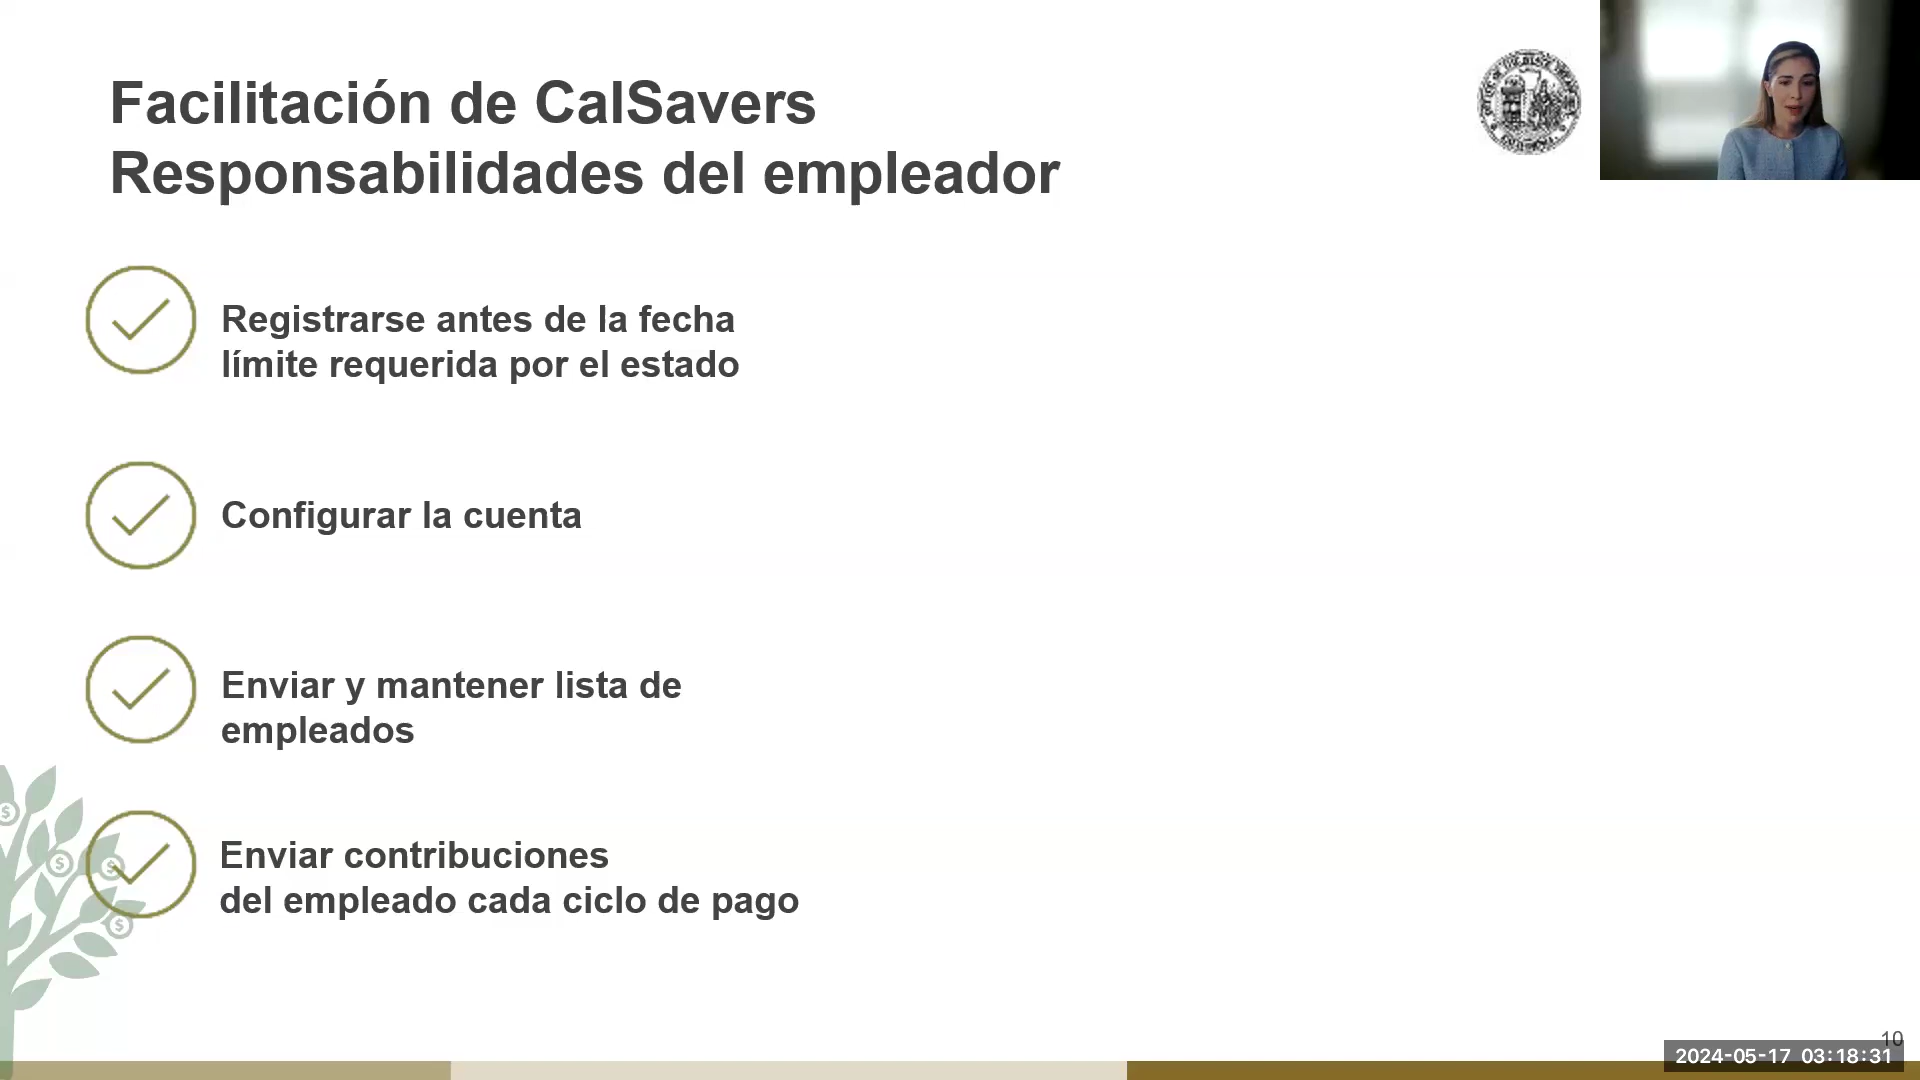 Facilitación de CalSavers
Responsabilidades del empleador
Registrarse antes de la fecha
límite requerida por el estado
Configurar la cuenta
Enviar y mantener lista de
empleados
Enviar contribuciones
del empleado cada ciclo de pago
$
$
$
$
10
2024-05-17 03:18:31